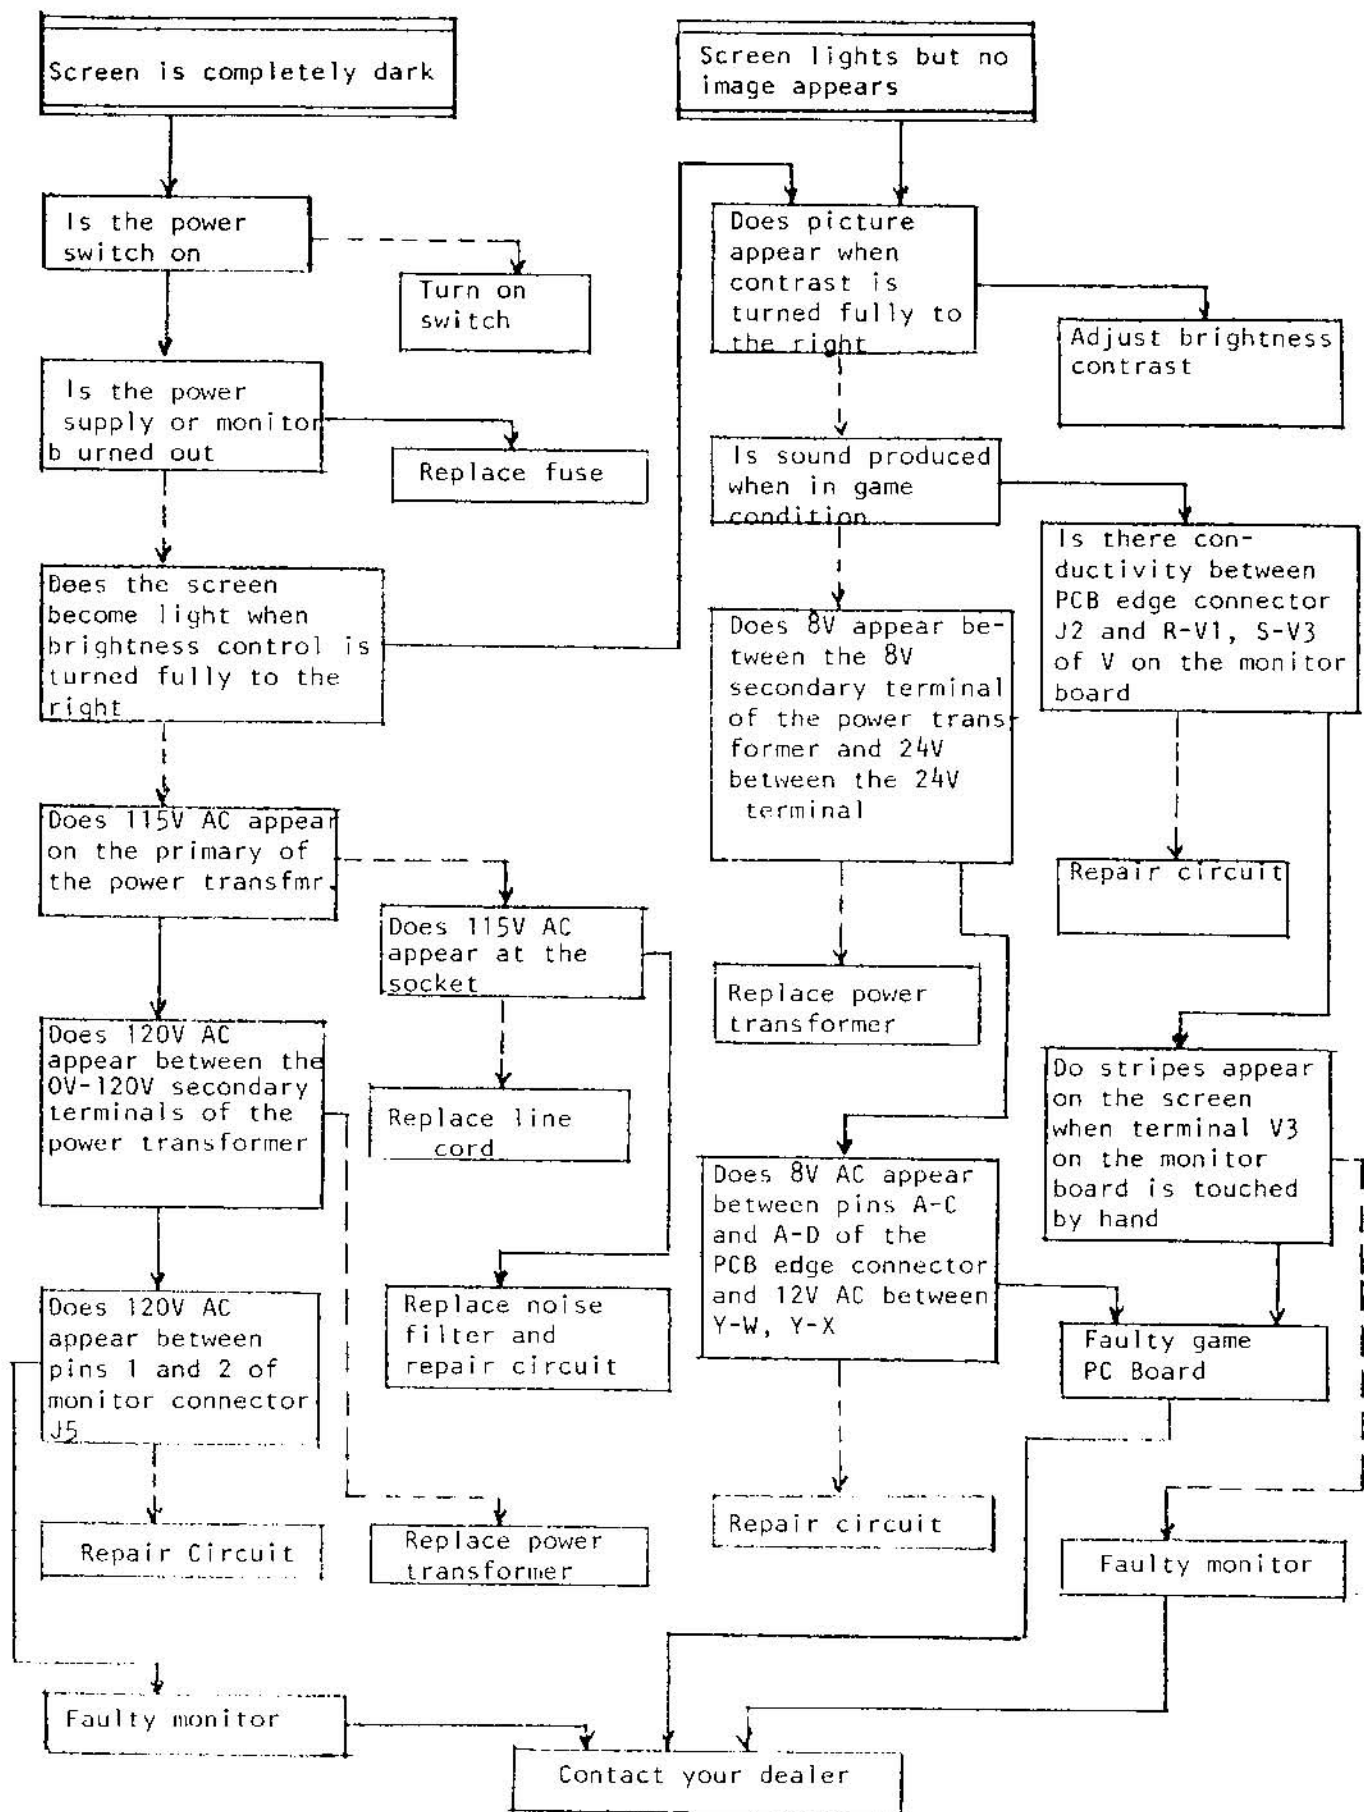 Screen is completely dark
Is the power
switch on
Turn on
switch
Is the power
supply or monitor
b urned out
Replace fuse
Does the screen
become light when
brightness control is
turned fully to the
right
Does 115V AC appear
on the primary of
the power transfmr.
Does 115V AC
appear at the
socket
Does 120V AC
appear between the
0V-120V secondary
terminals of the
power transformer
Replace line
cord
Does 120V AC
appear between
pins 1 and 2 of
monitor connector
J5
Replace noise
filter and
repair circuit
Repair Circuit
Replace power
transformer
Faulty monitor
Screen lights but no
image appears
Does picture
appear when
contrast is
turned fully to
the right
Adjust brightness
contrast
Is sound produced
when in game
condition
Is there con-
ductivity between
PCB edge connector
J2 and R-V1, S-V3
of V on the monitor
board
Does 8V appear be-
tween the 8V
secondary terminal
of the power trans
former and 24V
between the 24V
terminal
Repair circuit
Replace power
transformer
Do stripes appear
on the screen
when terminal V3
on the monitor
board is touched
by hand
Does 8V AC appear
between pins A-C
and A-D of the
PCB edge connector
and 12V AC between
Y-W, Y-X
Faulty game
PC Board
Repair circuit
Faulty monitor
Contact your dealer